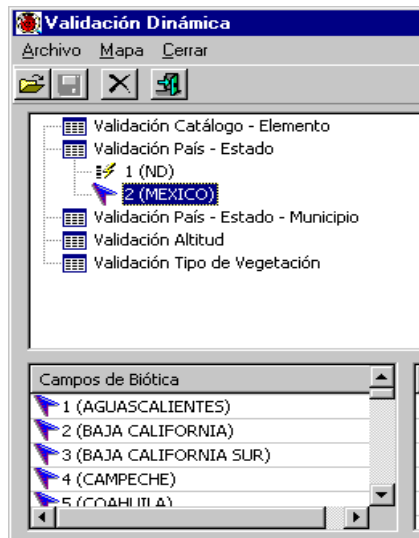 Validación Dinámica
Archivo Mapa Cerrar
Validación Catálogo - Elemento
Validación País - Estado
1 (ND)
2 (MEXICO)
Validación País - Estado - Municipio
Validación Altitud
Validación Tipo de Vegetación
Campos de Biótica
1 (AGUASCALIENTES)
2 (BAJA CALIFORNIA)
3 (BAJA CALIFORNIA SUR)
4 (CAMPECHE)
5 (COAHUILA)